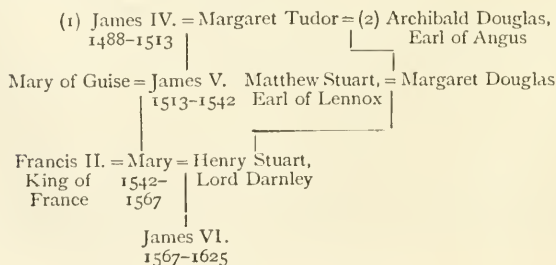 (1) James IV. = Margaret Tudor = (2) Archibald Douglas,
1488–1513 Earl of Angus
Mary of Guise = James V. Matthew Stuart, = Margaret Douglas
1513–1542 Earl of Lennox
Francis II. = Mary = Henry Stuart,
King of 1542– Lord Darnley
France 1567
James VI.
1567–1625